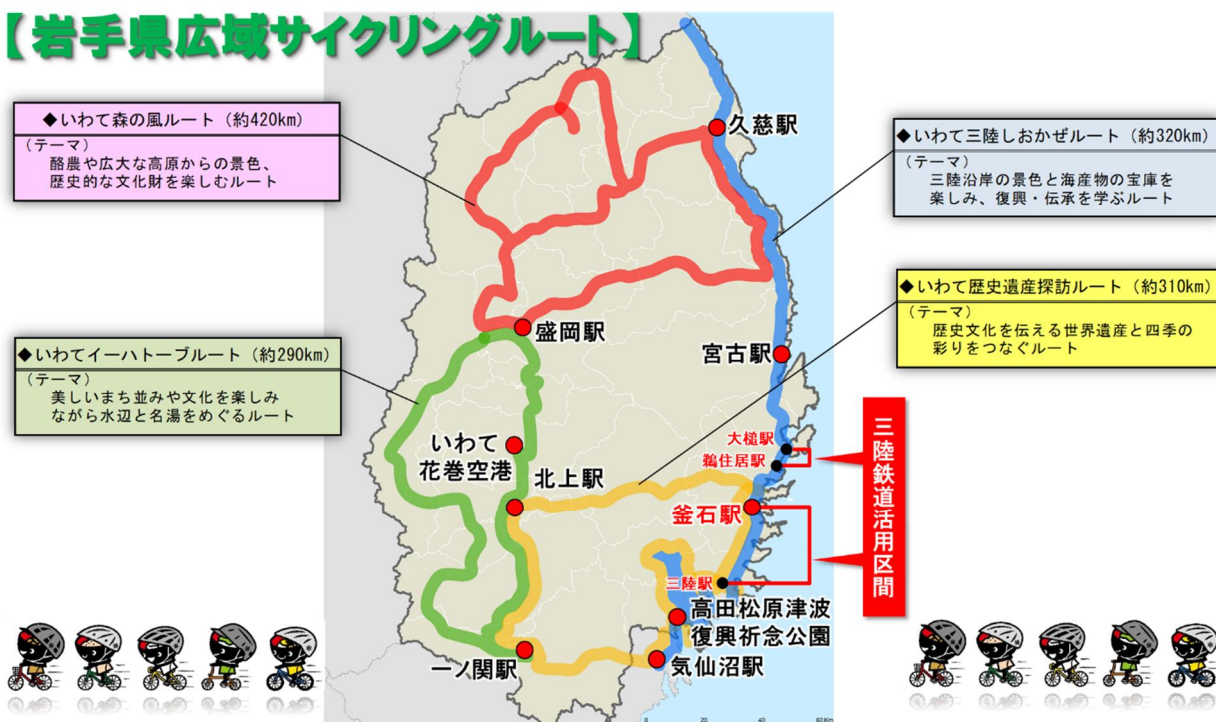 【岩手県広域サイクリングルート】
◆いわて森の風ルート（約420km）
（テーマ）
酪農や広大な高原からの景色、
歴史的な文化財を楽しむルート
◆いわて三陸しおかぜルート（約320km）
（テーマ）
三陸沿岸の景色と海産物の宝庫を
楽しみ、復興・伝承を学ぶルート
◆いわて歴史遺産探訪ルート（約310km）
（テーマ）
歴史文化を伝える世界遺産と四季の
彩りをつなぐルート
◆いわてイーハトーブルート（約290km）
（テーマ）
美しいまち並みや文化を楽しみ
ながら水辺と名湯をめぐるルート
久慈駅
盛岡駅
宮古駅
大槌駅
鵜住居駅
いわて
花巻空港
北上駅
釜石駅
三陸鉄道活用区間
三陸駅
高田松原津波
復興祈念公園
一ノ関駅
気仙沼駅
0 20 40 60Km